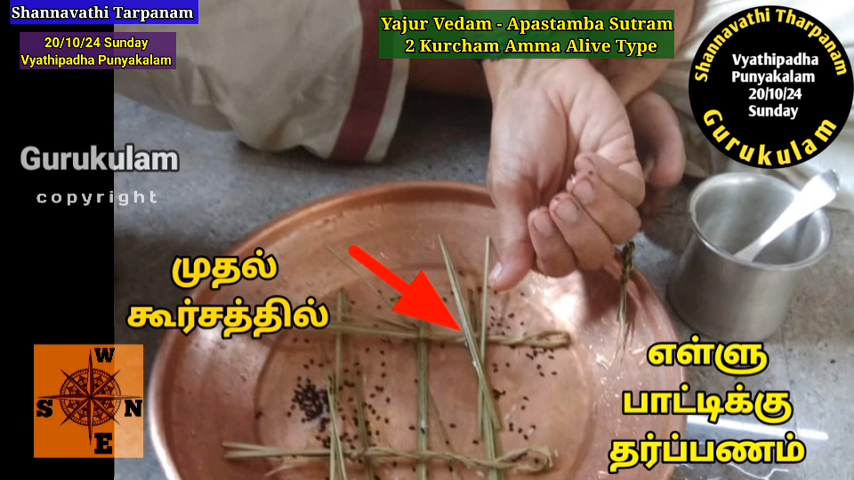 Shannavathi Tarpanam
20/10/24 Sunday
Vyathipadha Punyakalam
Yajur Vedam - Apastamba Sutram
2 Kurcham Amma Alive Type
Shannavathi Tharpanam
Vyathipadha
Punyakalam
20/10/24
Sunday
Gurukulam
Gurukulam
copyright
முதல்
கூர்சத்தில்
எள்ளு
பாட்டிக்கு
தர்ப்பணம்
W
S N
E